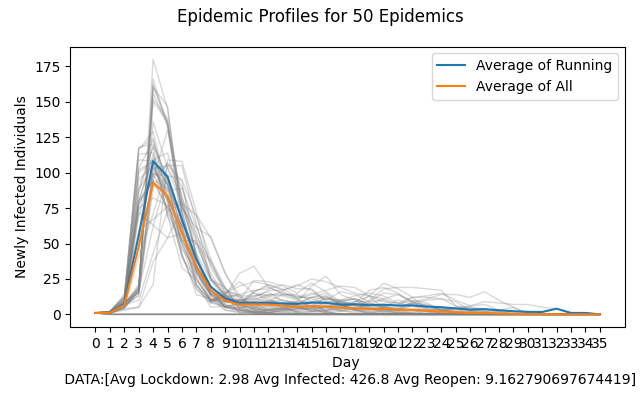 Epidemic Profiles for 50 Epidemics
Average of Running
Average of All
Newly Infected Individuals
175
150
125
100
75
50
25
0
0 1 2 3 4 5 6 7 8 9 10 11 12 13 14 15 16 17 18 19 20 21 22 23 24 25 26 27 28 29 30 31 32 33 34 35
Day
DATA:[Avg Lockdown: 2.98 Avg Infected: 426.8 Avg Reopen: 9.162790697674419]